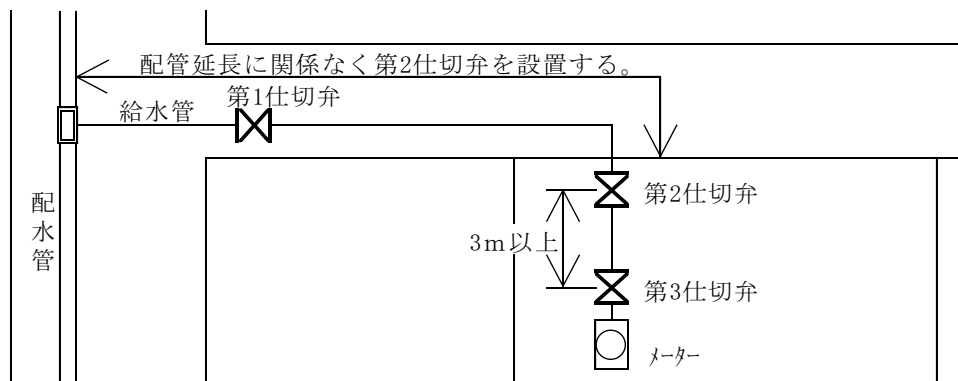 配管延長に関係なく第2仕切弁を設置する。
第1仕切弁
給水管
配水管
第2仕切弁
3m以上
第3仕切弁
ﾒｰﾀｰ